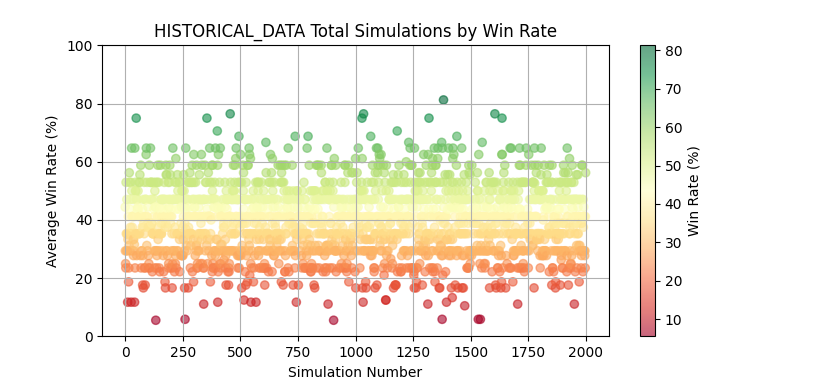 HISTORICAL_DATA Total Simulations by Win Rate
100
80
60
40
20
0
Average Win Rate (%)
0 250 500 750 1000 1250 1500 1750 2000
Simulation Number
80
70
60
50
40
30
20
10
Win Rate (%)